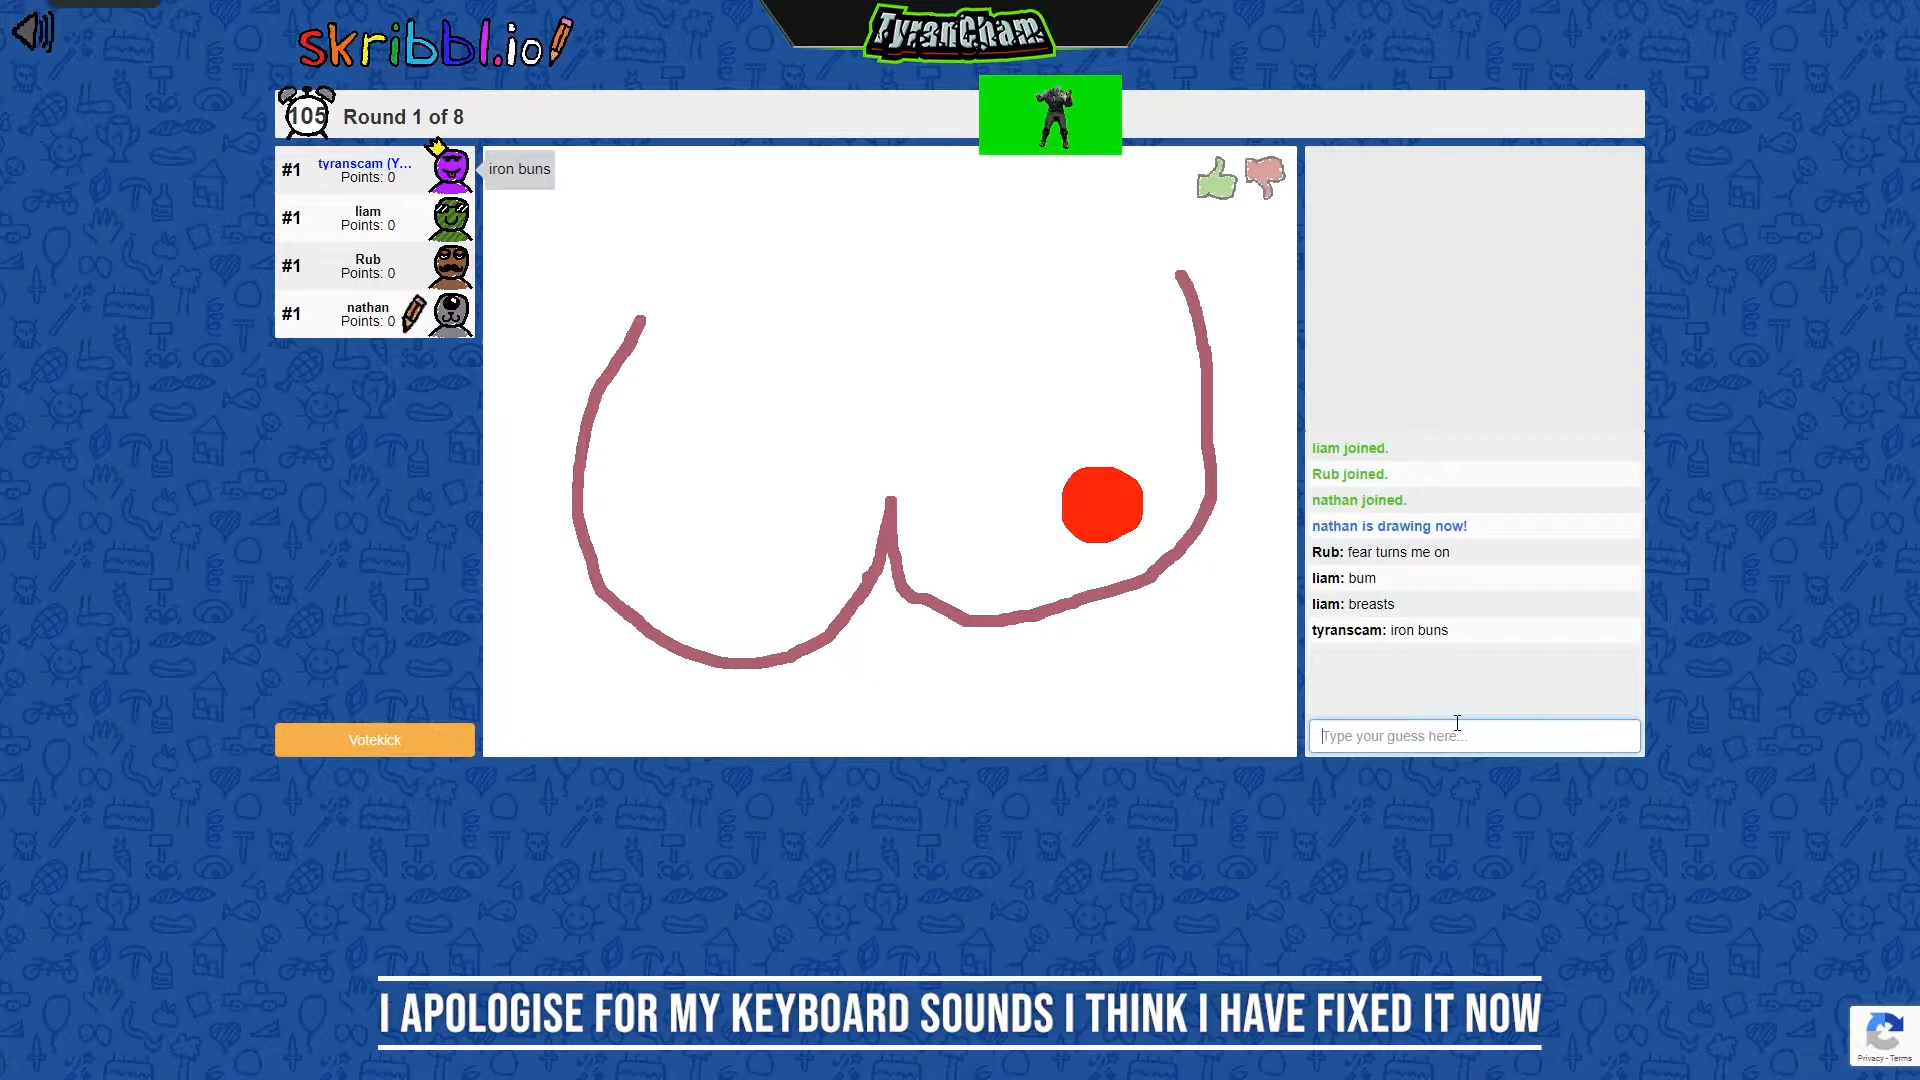 skribbl.io
TyranCham
105
Round 1 of 8
#1
tyranscam (Y...
Points: 0
iron buns
#1
liam
Points: 0
#1
Rub
Points: 0
#1
nathan
Points: 0
Votekick
liam joined.
Rub joined.
nathan joined.
nathan is drawing now!
Rub: fear turns me on
liam: bum
liam: breasts
tyranscam: iron buns
Type your guess here...
I APOLOGISE FOR MY KEYBOARD SOUNDS I THINK I HAVE FIXED IT NOW
Privacy - Terms